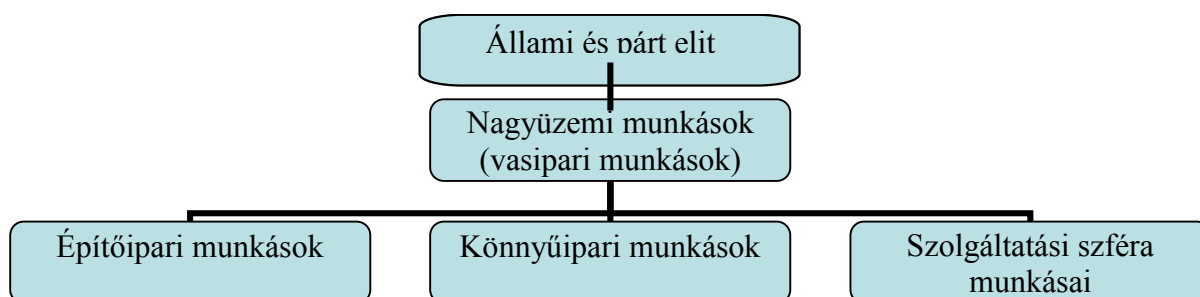 Állami és párt elit
Nagyüzemi munkások
(vasipari munkások)
Építőipari munkások
Könnyűipari munkások
Szolgáltatási szféra
munkásai